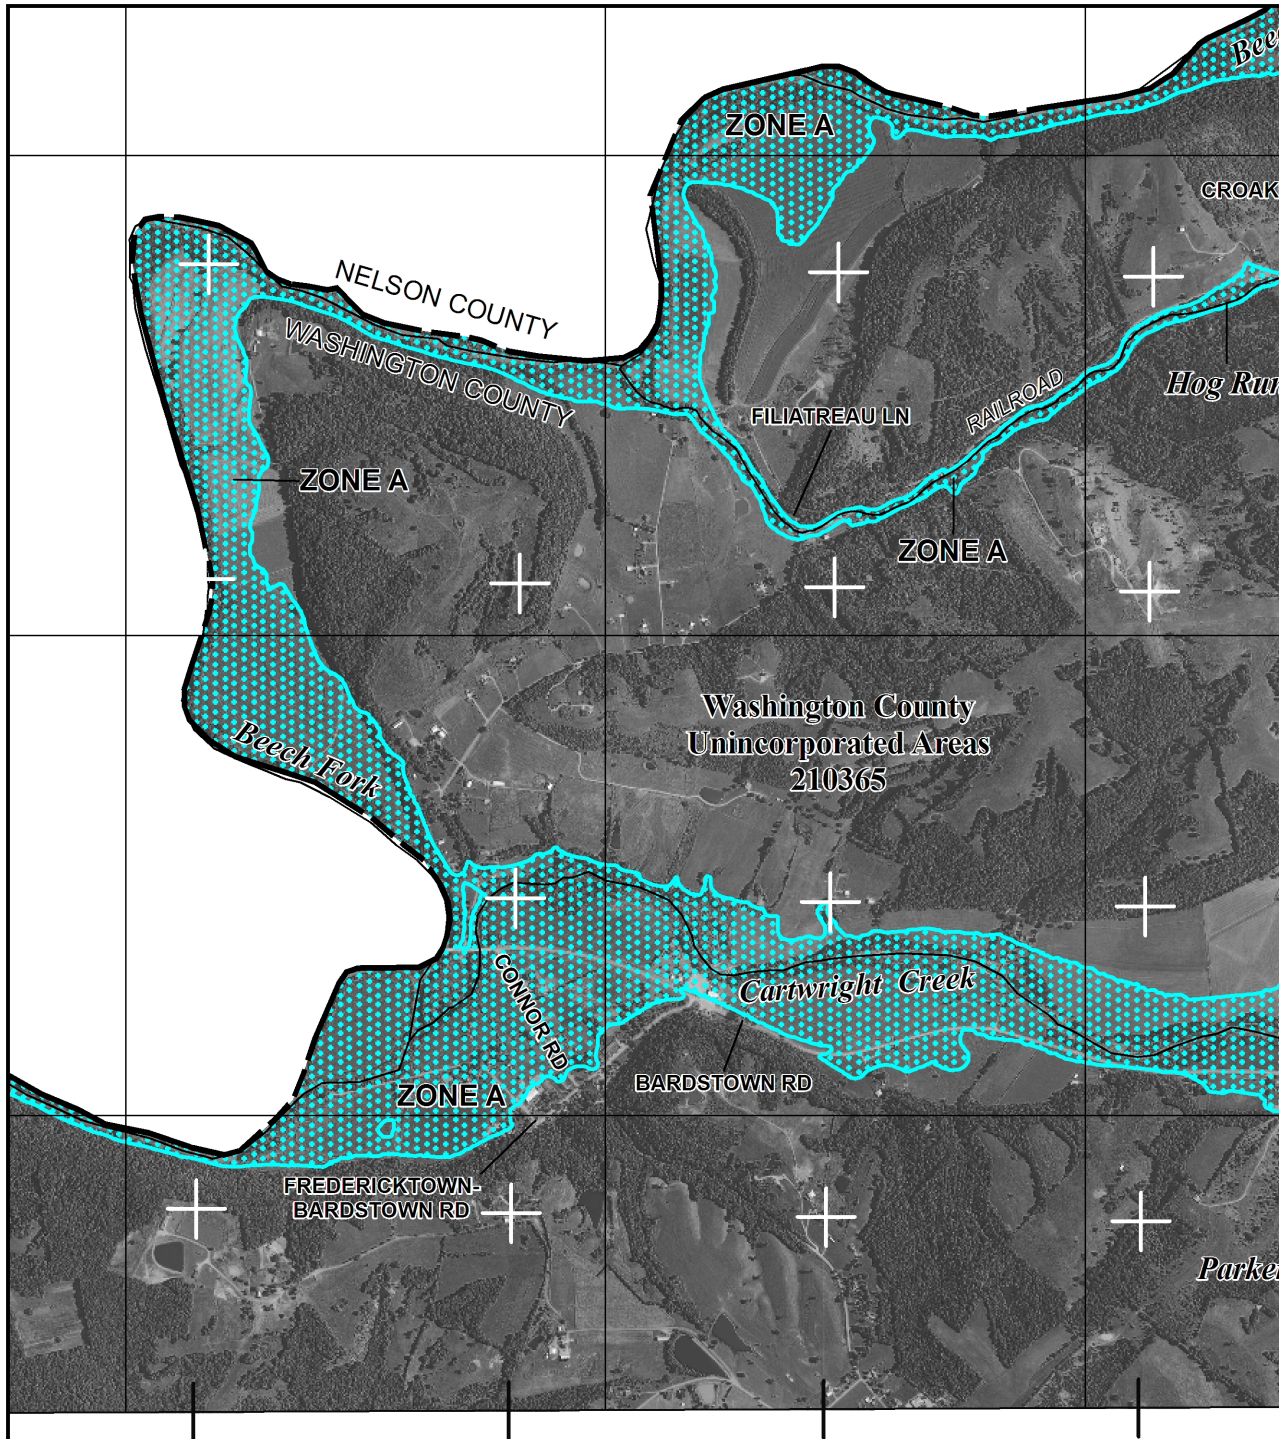 Bee
ZONE A
CROAK
NELSON COUNTY
WASHINGTON COUNTY
Hog Run
RAILROAD
FILIATREAU LN
ZONE A
ZONE A
Washington County
Unincorporated Areas
210365
Beech Fork
CONNOR RD
Cartwright Creek
BARDSTOWN RD
ZONE A
FREDERICKTOWN-
BARDSTOWN RD
Parker